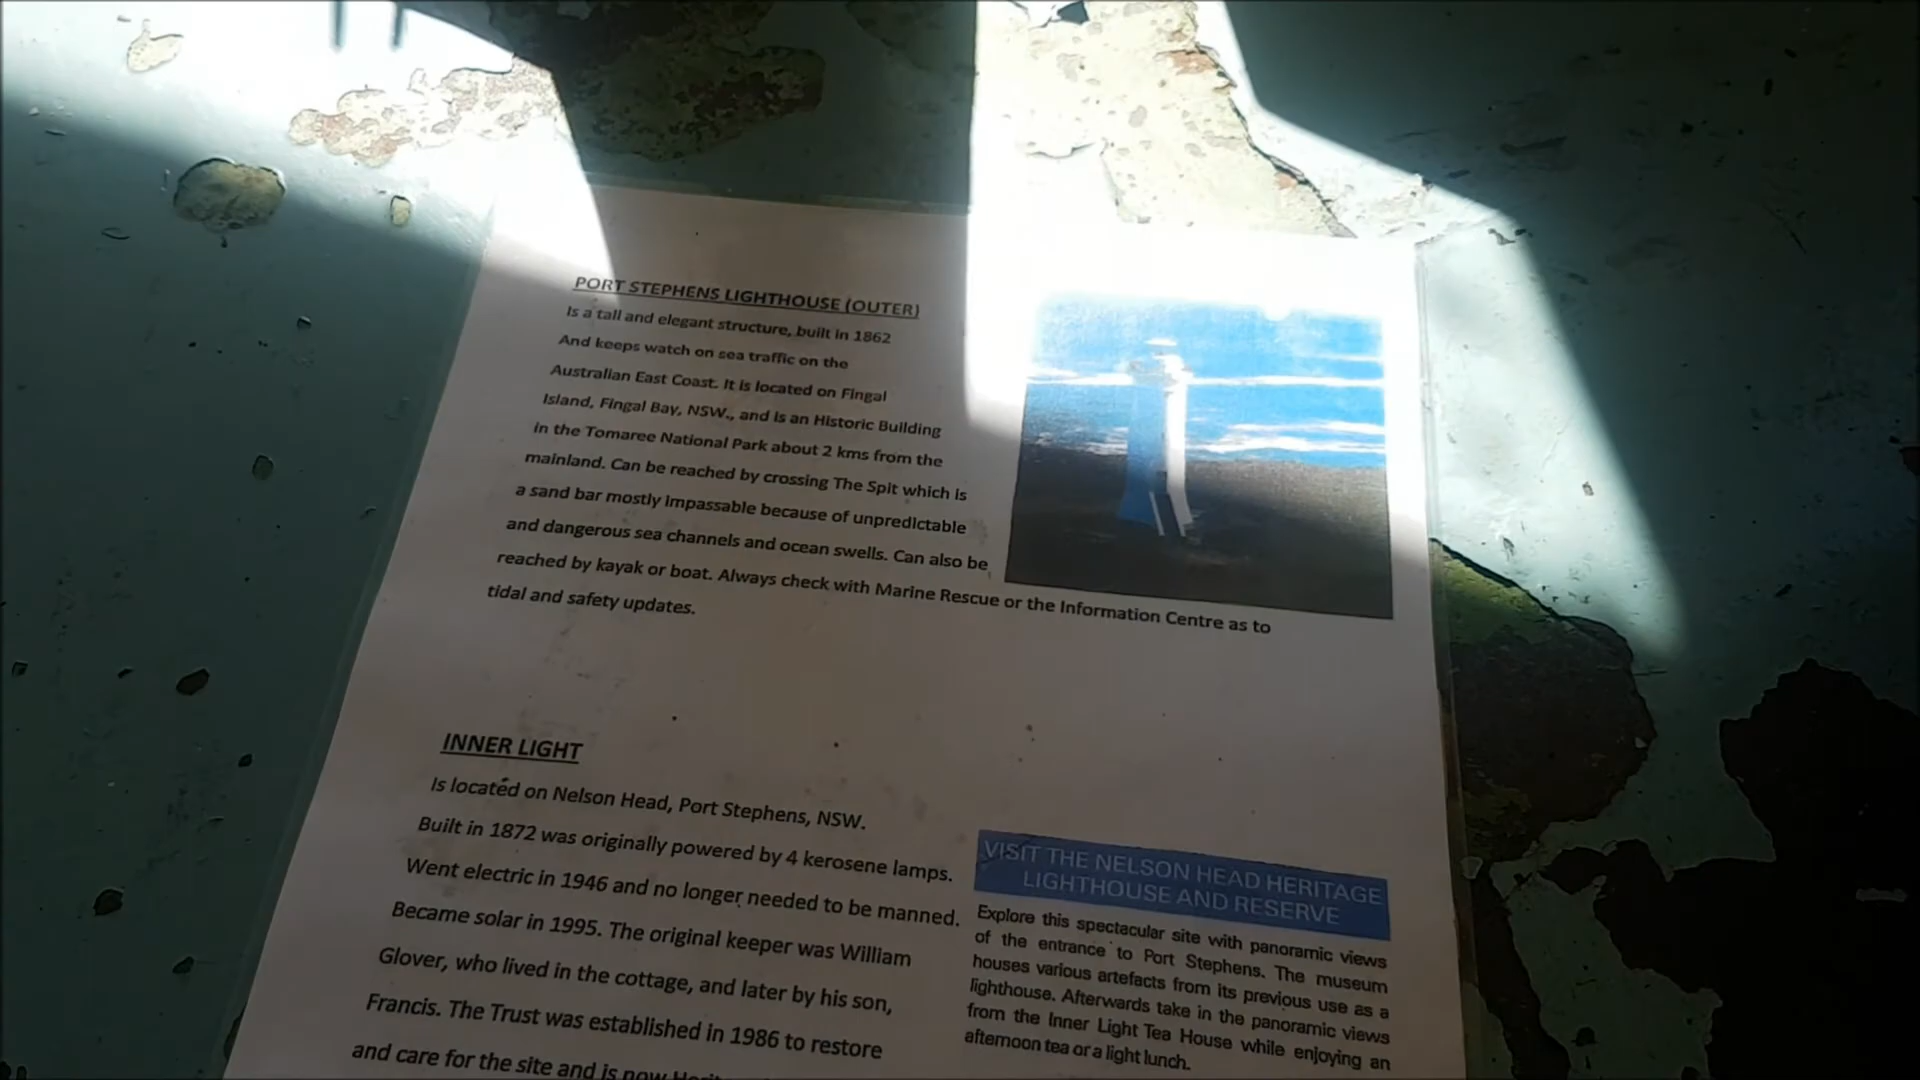 PORT STEPHENS LIGHTHOUSE (OUTER)
Is a tall and elegant structure, built in 1862
And keeps watch on sea traffic on the
Australian East Coast. It is located on Fingal
Island, Fingal Bay, NSW., and is an Historic Building
in the Tomaree National Park about 2 kms from the
mainland. Can be reached by crossing The Spit which is
a sand bar mostly impassable because of unpredictable
and dangerous sea channels and ocean swells. Can also be
reached by kayak or boat. Always check with Marine Rescue or the Information Centre as to
tidal and safety updates.
INNER LIGHT
Is located on Nelson Head, Port Stephens, NSW.
Built in 1872 was originally powered by 4 kerosene lamps.
Went electric in 1946 and no longer needed to be manned.
Became solar in 1995. The original keeper was William
Glover, who lived in the cottage, and later by his son,
Francis. The Trust was established in 1986 to restore
and care for the site and is now
VISIT THE NELSON HEAD HERITAGE
LIGHTHOUSE AND RESERVE
Explore this spectacular site with panoramic views
of the entrance to Port Stephens. The museum
houses various artefacts from its previous use as a
lighthouse. Afterwards take in the panoramic views
from the Inner Light Tea House while enjoying an
afternoon tea or a light lunch.